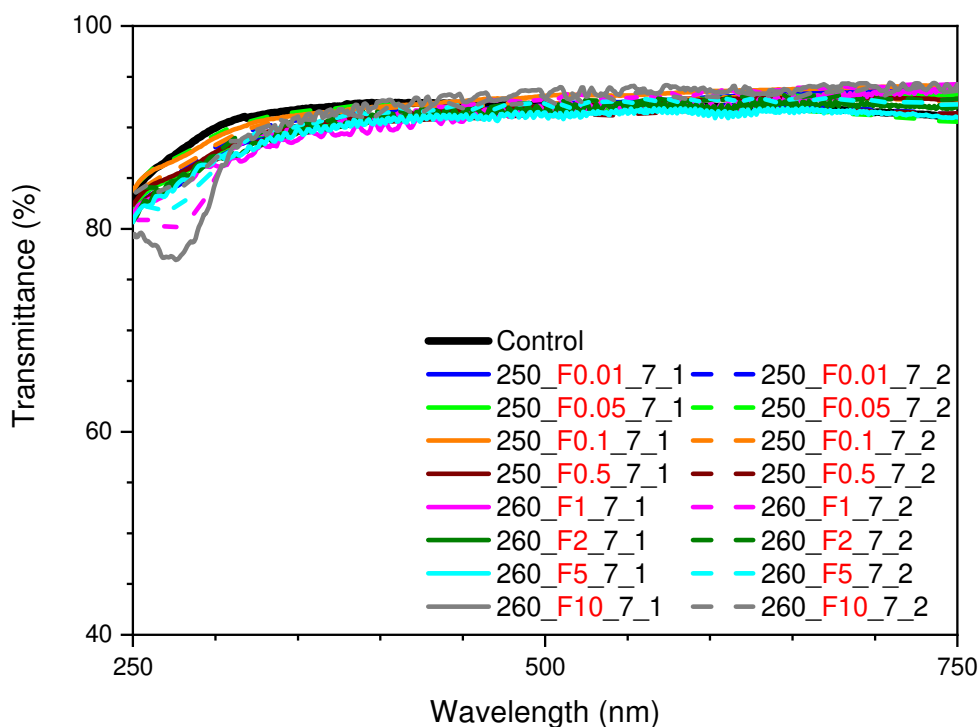 100
80
60
40
Transmittance (%)
Control
250_F0.01_7_1 250_F0.01_7_2
250_F0.05_7_1 250_F0.05_7_2
250_F0.1_7_1 250_F0.1_7_2
250_F0.5_7_1 250_F0.5_7_2
260_F1_7_1 260_F1_7_2
260_F2_7_1 260_F2_7_2
260_F5_7_1 260_F5_7_2
260_F10_7_1 260_F10_7_2
250 500 750
Wavelength (nm)